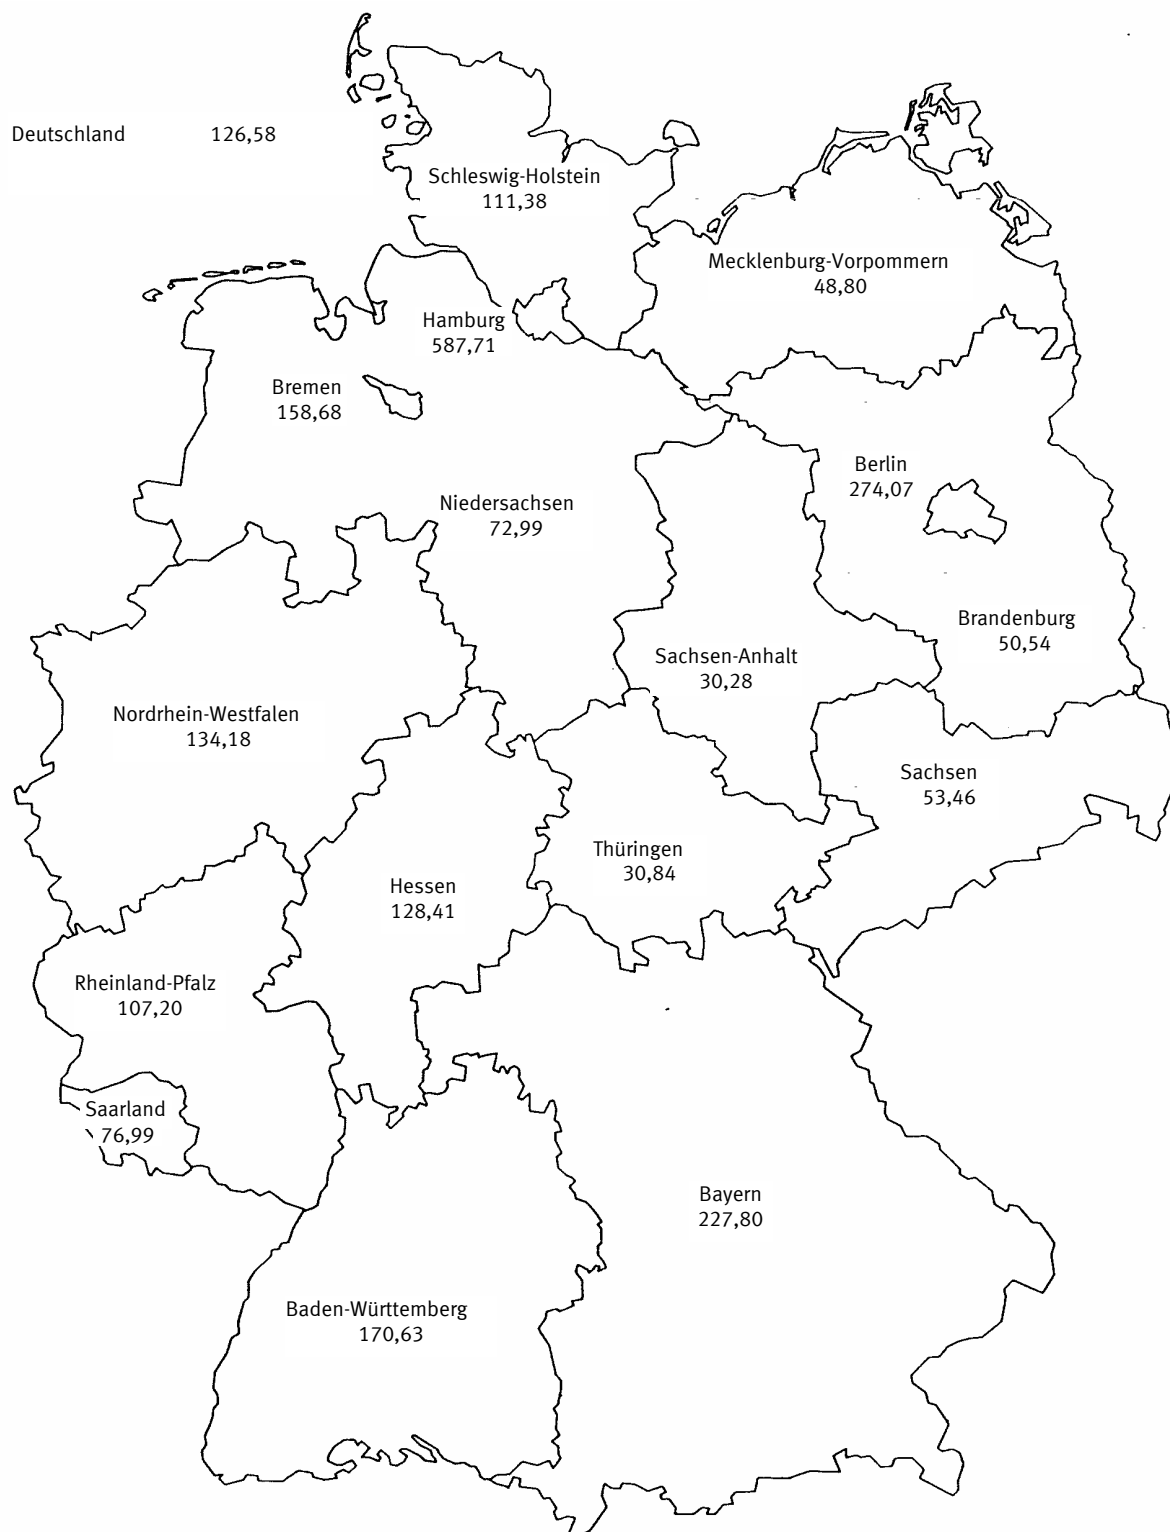 Deutschland 126,58
Schleswig-Holstein
111,38
Mecklenburg-Vorpommern
48,80
Hamburg
587,71
Bremen
158,68
Berlin
274,07
Niedersachsen
72,99
Brandenburg
50,54
Sachsen-Anhalt
30,28
Nordrhein-Westfalen
134,18
Sachsen
53,46
Thüringen
30,84
Hessen
128,41
Rheinland-Pfalz
107,20
Saarland
76,99
Bayern
227,80
Baden-Württemberg
170,63